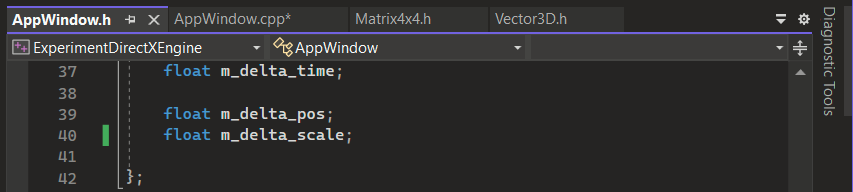 AppWindow.h AppWindow.cpp* Matrix4x4.h Vector3D.h
ExperimentDirectXEngine AppWindow
37 float m_delta_time;
38
39 float m_delta_pos;
40 float m_delta_scale;
41
42 };
Diagnostic Tools